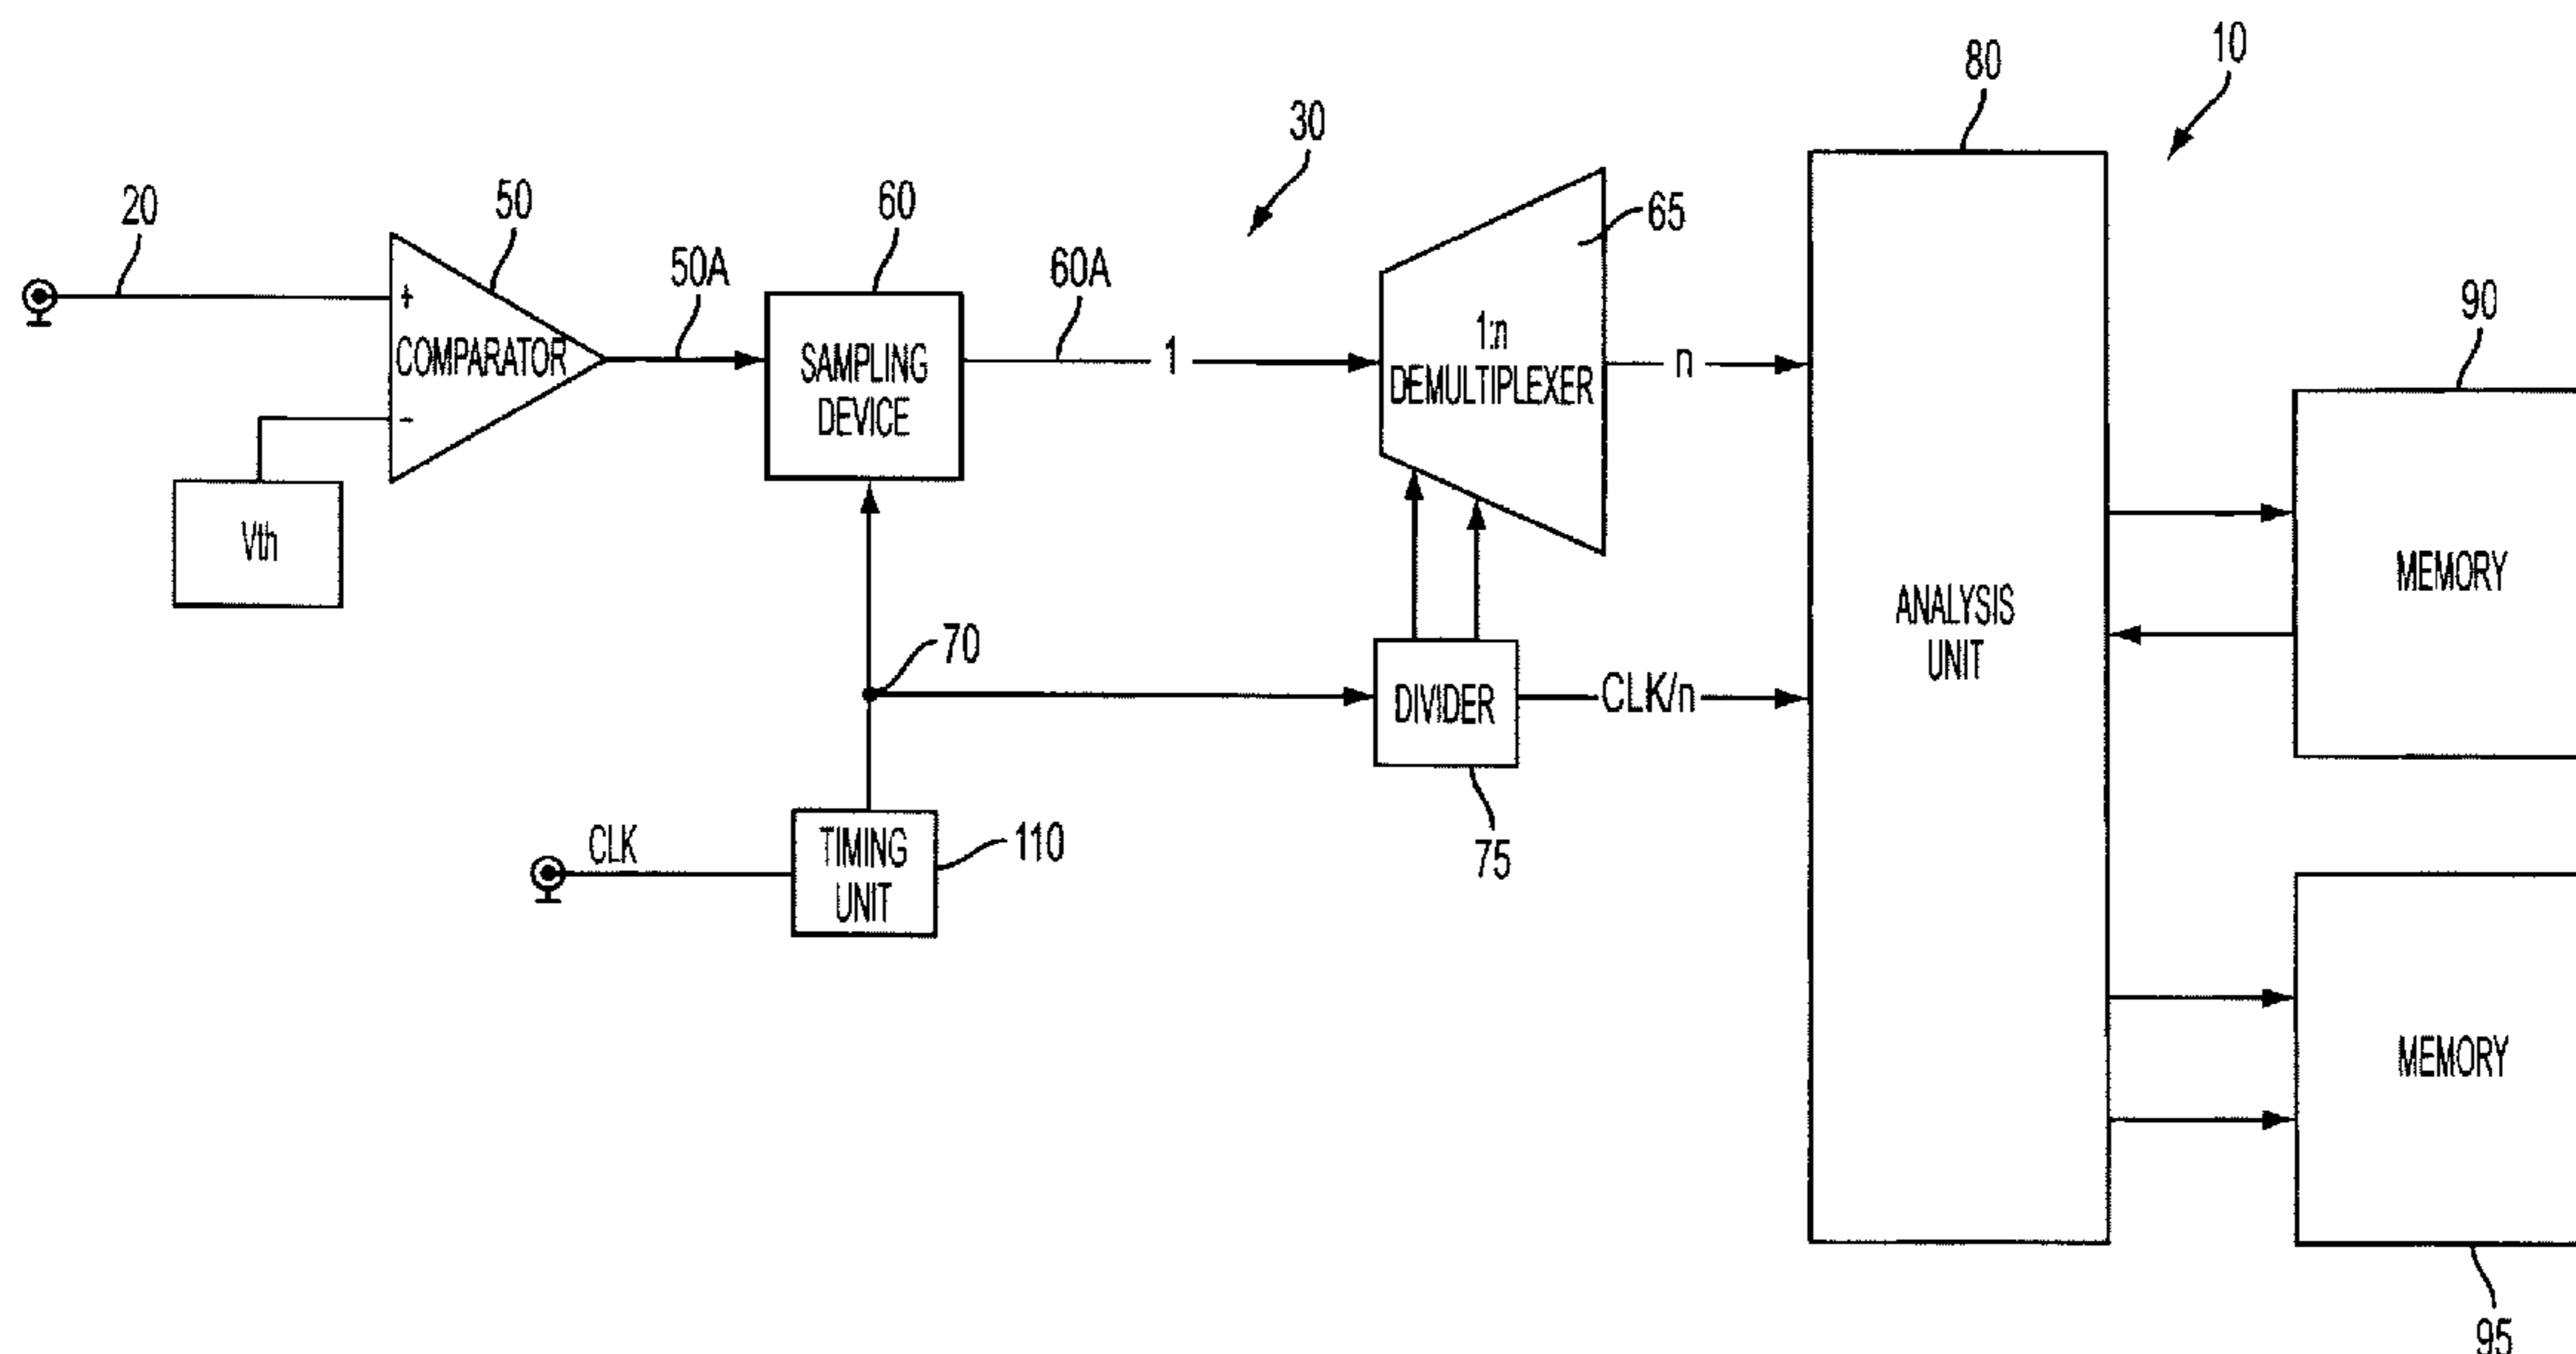 10
80
30
20
50
60
65
50A
60A
+
COMPARATOR
−
Vth
SAMPLING
DEVICE
1
1:n
DEMULTIPLEXER
n
90
MEMORY
ANALYSIS
UNIT
70
DIVIDER
CLK/n
75
CLK
TIMING
UNIT
110
MEMORY
95